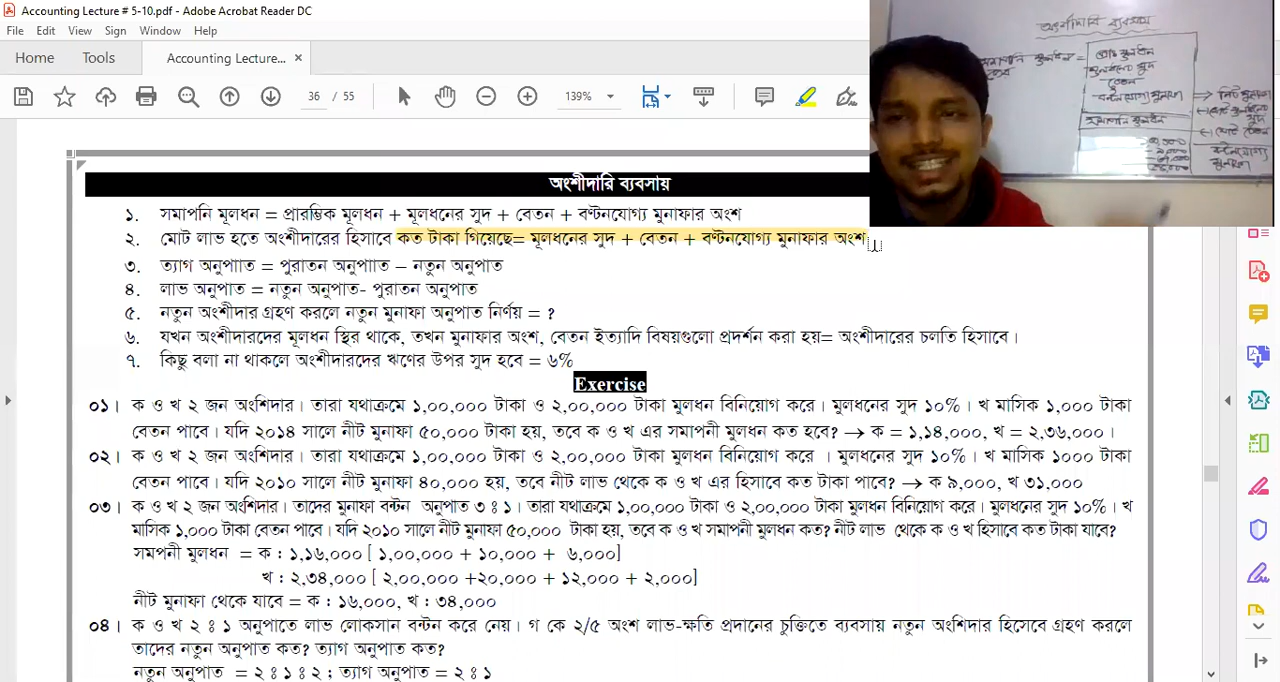 Accounting Lecture # 5-10.pdf - Adobe Acrobat Reader DC
File Edit View Sign Window Help
Home Tools Accounting Lecture... ×
36 / 55 139%
অংশীদারি ব্যবসায়
অংশীদারি ব্যবসায়
১. সমাপনি মূলধন = প্রারম্ভিক মূলধন + মূলধনের সুদ + বেতন + বণ্টনযোগ্য মুনাফার অংশ
২. মোট লাভ হতে অংশীদারের হিসাবে কত টাকা গিয়েছে= মূলধনের সুদ + বেতন + বণ্টনযোগ্য মুনাফার অংশ
৩. ত্যাগ অনুপাাত = পুরাতন অনুপাাত – নতুন অনুপাত
৪. লাভ অনুপাত = নতুন অনুপাত- পুরাতন অনুপাত
৫. নতুন অংশীদার গ্রহণ করলে নতুন মুনাফা অনুপাত নির্ণয় = ?
৬. যখন অংশীদারদের মূলধন স্থির থাকে, তখন মুনাফার অংশ, বেতন ইত্যাদি বিষয়গুলো প্রদর্শন করা হয়= অংশীদারের চলতি হিসাবে।
৭. কিছু বলা না থাকলে অংশীদারদের ঋণের উপর সুদ হবে = ৬%
Exercise
০১। ক ও খ ২ জন অংশিদার। তারা যথাক্রমে ১,০০,০০০ টাকা ও ২,০০,০০০ টাকা মুলধন বিনিয়োগ করে। মুলধনের সুদ ১০%। খ মাসিক ১,০০০ টাকা
বেতন পাবে। যদি ২০১৪ সালে নীট মুনাফা ৫০,০০০ টাকা হয়, তবে ক ও খ এর সমাপনী মুলধন কত হবে? → ক = ১,১৪,০০০, খ = ২,৩৬,০০০।
০২। ক ও খ ২ জন অংশিদার। তারা যথাক্রমে ১,০০,০০০ টাকা ও ২,০০,০০০ টাকা মুলধন বিনিয়োগ করে । মুলধনের সুদ ১০%। খ মাসিক ১০০০ টাকা
বেতন পাবে। যদি ২০১০ সালে নীট মুনাফা ৪০,০০০ হয়, তবে নীট লাভ থেকে ক ও খ এর হিসাবে কত টাকা পাবে? → ক ৯,০০০, খ ৩১,০০০
০৩। ক ও খ ২ জন অংশিদার। তাদের মুনাফা বন্টন অনুপাত ৩ ঃ ১। তারা যথাক্রমে ১,০০,০০০ টাকা ও ২,০০,০০০ টাকা মুলধন বিনিয়োগ করে। মুলধনের সুদ ১০%। খ
মাসিক ১,০০০ টাকা বেতন পাবে। যদি ২০১০ সালে নীট মুনাফা ৫০,০০০ টাকা হয়, তবে ক ও খ সমাপনী মুলধন কত? নীট লাভ থেকে ক ও খ হিসাবে কত টাকা যাবে?
সমপনী মুলধন = ক : ১,১৬,০০০ [ ১,০০,০০০ + ১০,০০০ + ৬,০০০]
খ : ২,৩৪,০০০ [ ২,০০,০০০ +২০,০০০ + ১২,০০০ + ২,০০০]
নীট মুনাফা থেকে যাবে = ক : ১৬,০০০, খ : ৩৪,০০০
০৪। ক ও খ ২ ঃ ১ অনুপাতে লাভ লোকসান বন্টন করে নেয়। গ কে ২/৫ অংশ লাভ-ক্ষতি প্রদানের চুক্তিতে ব্যবসায় নতুন অংশিদার হিসেবে গ্রহণ করলে
তাদের নতুন অনুপাত কত? ত্যাগ অনুপাত কত?
নতুন অনুপাত = ২ ঃ ১ ঃ ২ ; ত্যাগ অনুপাত = ২ ঃ ১